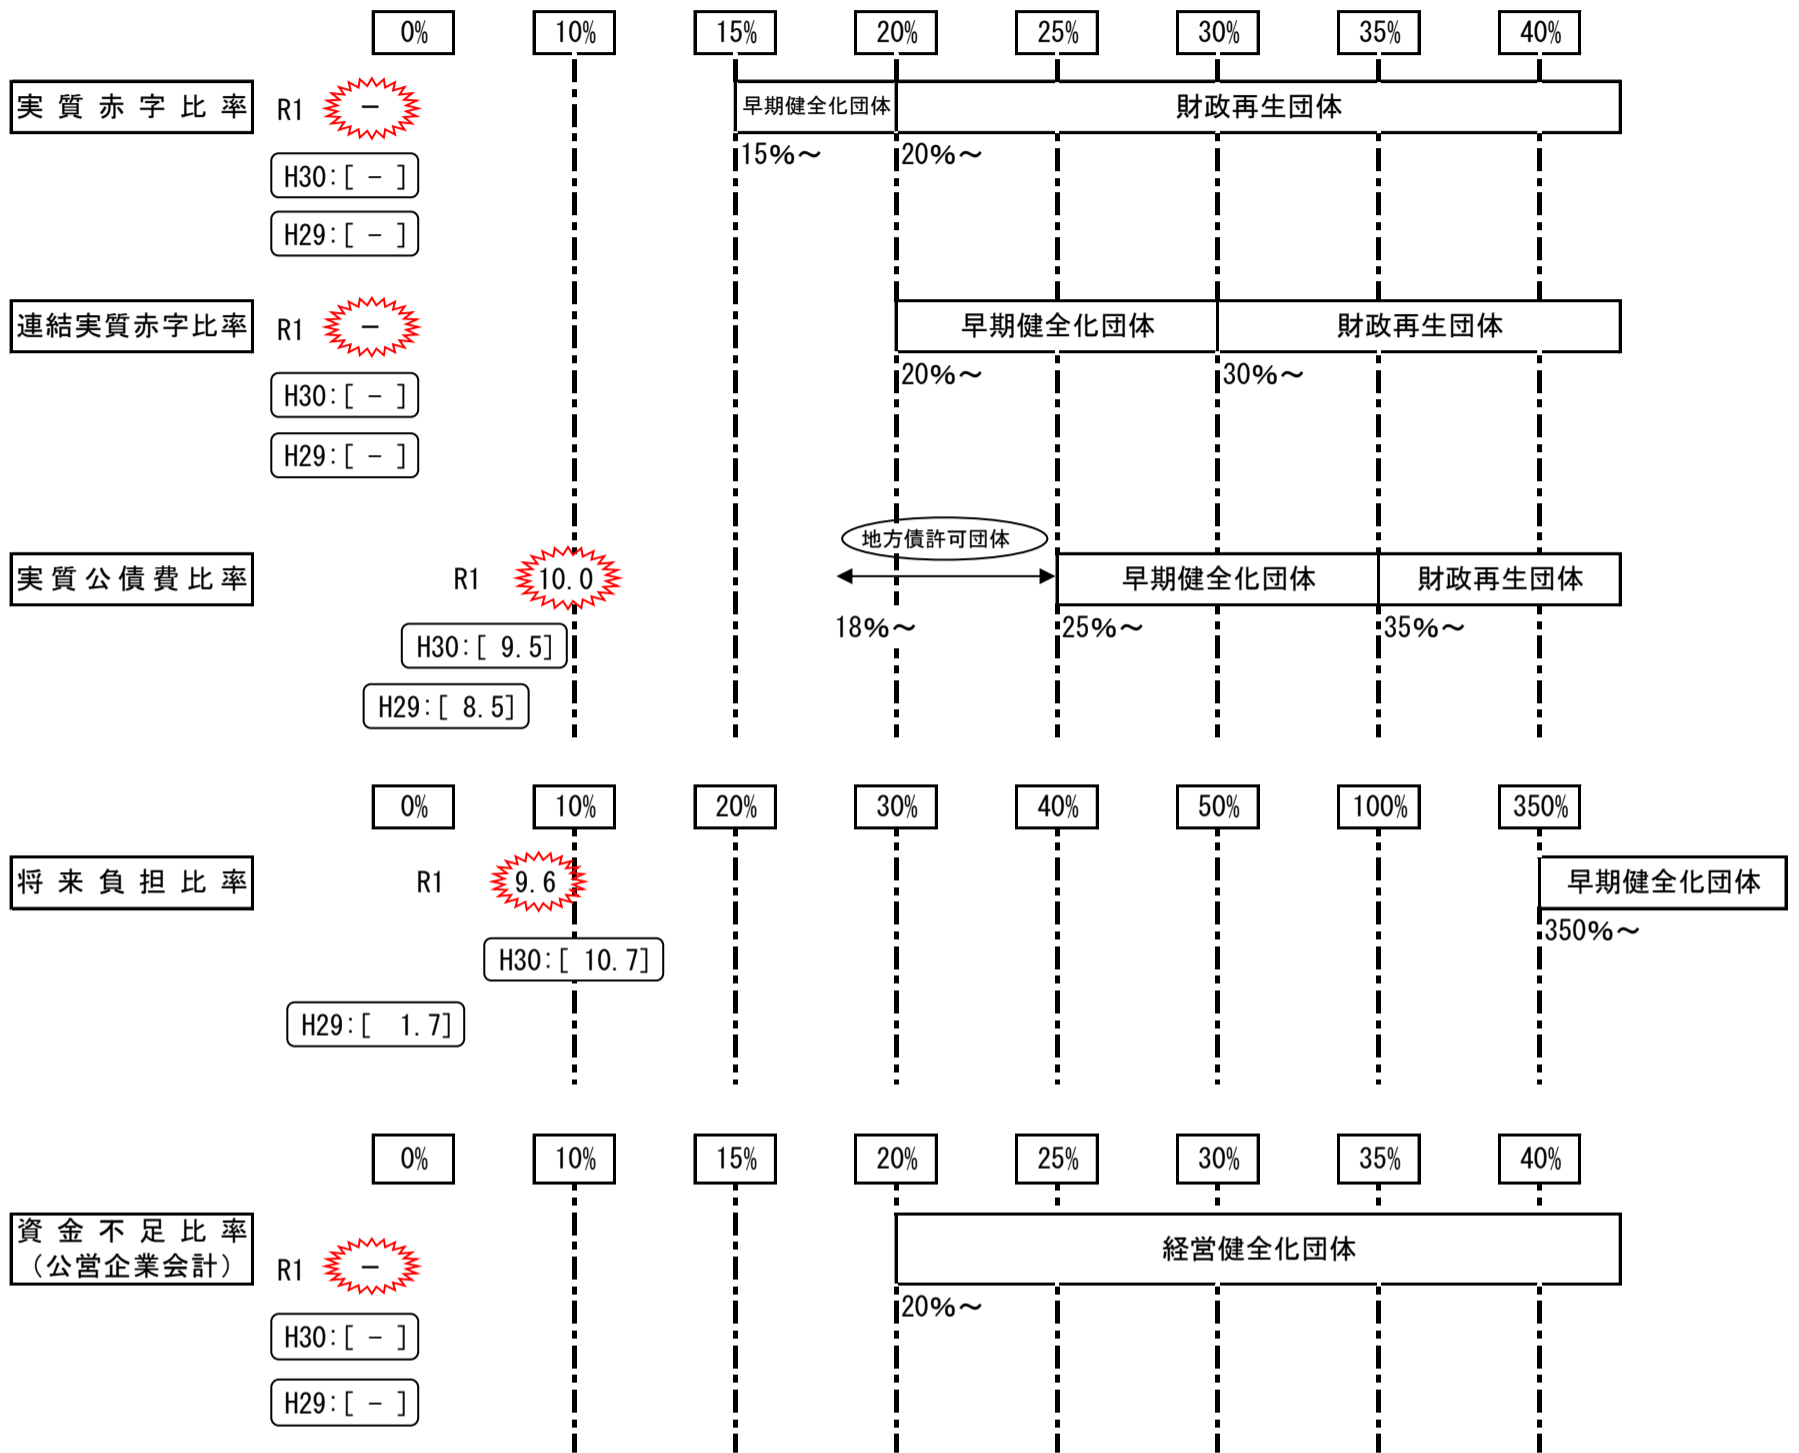 0% 10% 15% 20% 25% 30% 35% 40%
実質赤字比率 R1 － 早期健全化団体 財政再生団体
15%～ 20%～
H30:[ － ]
H29:[ － ]
連結実質赤字比率 R1 － 早期健全化団体 財政再生団体
20%～ 30%～
H30:[ － ]
H29:[ － ]
地方債許可団体
実質公債費比率 R1 10.0 早期健全化団体 財政再生団体
18%～ 25%～ 35%～
H30:[ 9.5]
H29:[ 8.5]
0% 10% 20% 30% 40% 50% 100% 350%
将来負担比率 R1 9.6 早期健全化団体
350%～
H30:[ 10.7]
H29:[ 1.7]
0% 10% 15% 20% 25% 30% 35% 40%
資金不足比率
（公営企業会計） R1 － 経営健全化団体
20%～
H30:[ － ]
H29:[ － ]